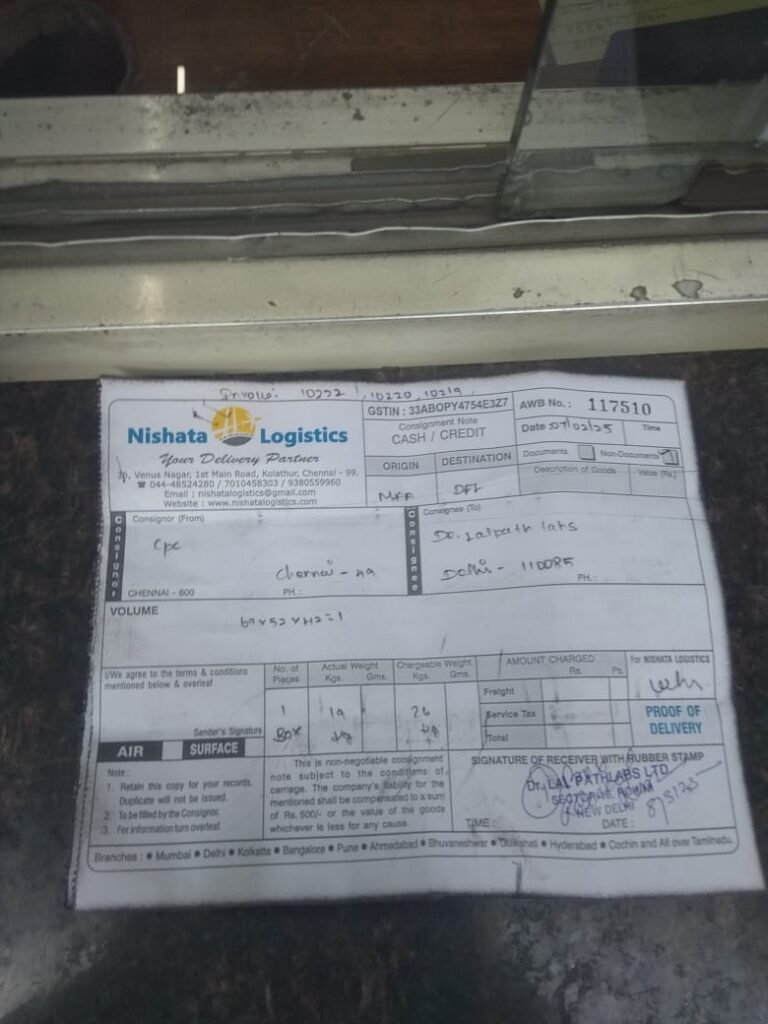 Invoice: 10222, 10220, 10219
Nishata Logistics
Your Delivery Partner
Venus Nagar, 1st Main Road, Kolathur, Chennai - 99.
☎ 044-48524280 / 7010458303 / 9380559960
Email : nishatalogistics@gmail.com
Website : www.nishatalogistics.com
GSTIN : 33ABOPY4754E3Z7
Consignment Note
CASH / CREDIT
ORIGIN DESTINATION
AWB No. : 117510
Date : 07/02/25 Time
Documents Non-Documents
Description of Goods Value (Rs.)
Consignor
Consignor (From)
CPC
Chennai - 99
CHENNAI - 600 PH. :
Consignee
Consignee (To)
Dr. Lalpath labs
Delhi - 110085
PH. :
VOLUME
69 x 52 x 42 = 1
I/We agree to the terms & conditions
mentioned below & overleaf
Sender's Signature
No. of Pieces
1 Box
Actual Weight
Kgs. Gms.
19 kg
Chargeable Weight
Kgs. Gms.
26 kg
AMOUNT CHARGED
Rs. Ps.
Freight
Service Tax
Total
For NISHATA LOGISTICS
PROOF OF
DELIVERY
AIR SURFACE
Note :
1. Retain this copy for your records.
Duplicate will not be issued.
2. To be filled by the Consignor.
3. For information turn overleaf.
This is non-negotiable consignment
note subject to the conditions of
carriage. The company's liability for the
mentioned shall be compensated to a sum
of Rs. 500/- or the value of the goods
whichever is less for any cause.
SIGNATURE OF RECEIVER WITH RUBBER STAMP
Dr. LAL PATHLABS LTD
NEW DELHI
TIME : DATE :
Branches : ● Mumbai ● Delhi ● Kolkatta ● Bangalore ● Pune ● Ahmedabad ● Bhuvaneshwar ● Guwahati ● Hyderabad ● Cochin and All over Tamilnadu.